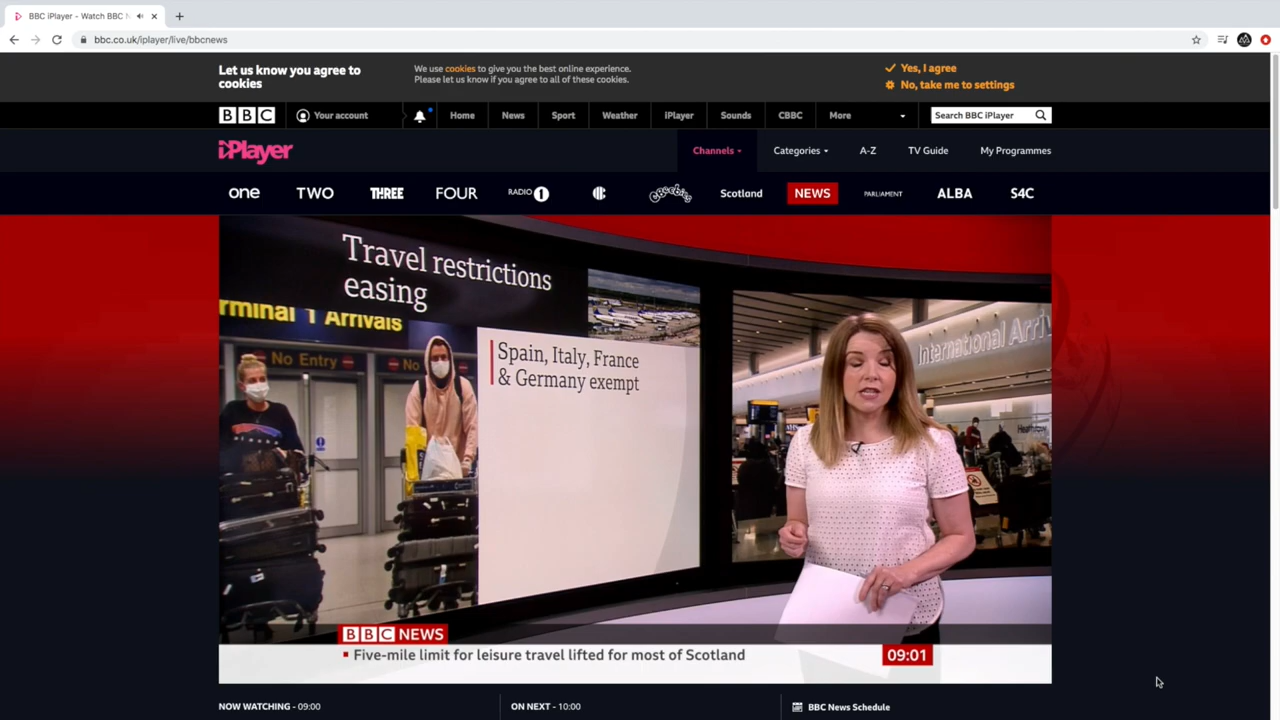 BBC iPlayer - Watch BBC N
bbc.co.uk/iplayer/live/bbcnews
Let us know you agree to
cookies
We use cookies to give you the best online experience.
Please let us know if you agree to all of these cookies.
Yes, I agree
No, take me to settings
BBC
Your account
Home
News
Sport
Weather
iPlayer
Sounds
CBBC
More
Search BBC iPlayer
iPlayer
Channels
Categories
A-Z
TV Guide
My Programmes
one
TWO
THREE
FOUR
RADIO 1
Cbeebies
Scotland
NEWS
PARLIAMENT
ALBA
S4C
Travel restrictions
easing
rminal 1 Arrivals
No Entry
No
Spain, Italy, France
& Germany exempt
International Arriv
Heathrow
BBC NEWS
Five-mile limit for leisure travel lifted for most of Scotland
09:01
NOW WATCHING - 09:00
ON NEXT - 10:00
BBC News Schedule